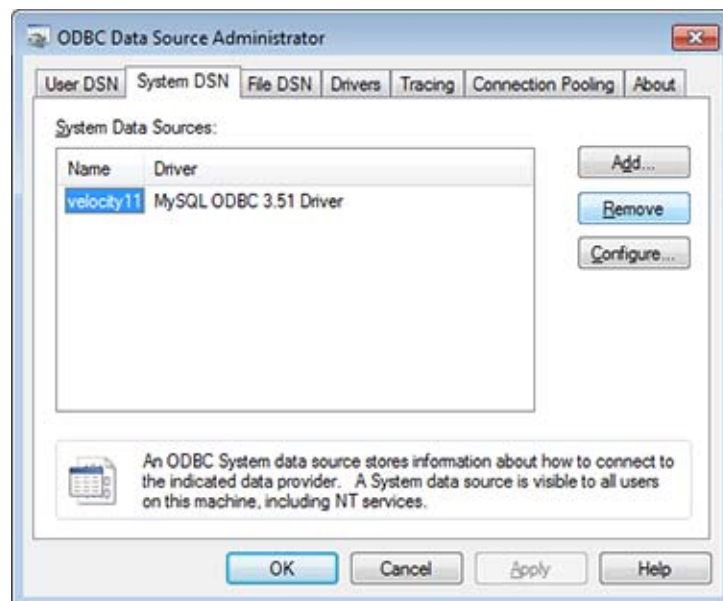 ODBC Data Source Administrator
User DSN System DSN File DSN Drivers Tracing Connection Pooling About
System Data Sources:
Name Driver
velocity11 MySQL ODBC 3.51 Driver
Add...
Remove
Configure...
An ODBC System data source stores information about how to connect to
the indicated data provider. A System data source is visible to all users
on this machine, including NT services.
OK Cancel Apply Help